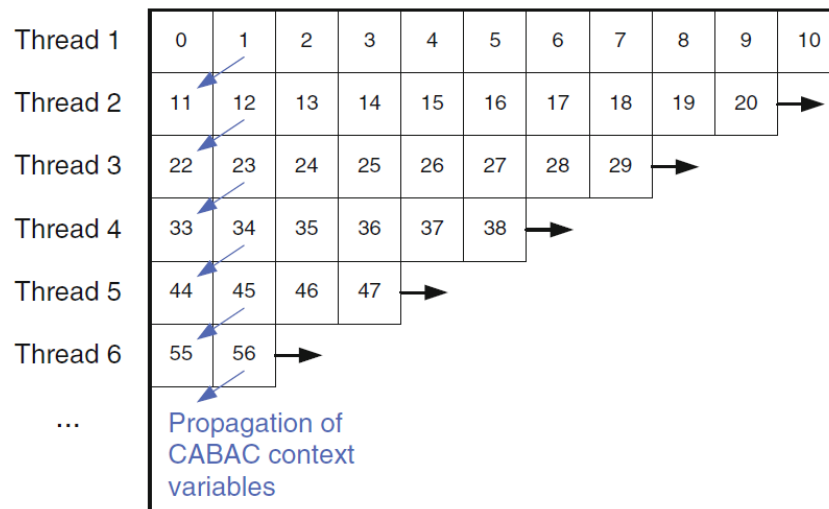 Thread 1 0 1 2 3 4 5 6 7 8 9 10
Thread 2 11 12 13 14 15 16 17 18 19 20
Thread 3 22 23 24 25 26 27 28 29
Thread 4 33 34 35 36 37 38
Thread 5 44 45 46 47
Thread 6 55 56
...
Propagation of
CABAC context
variables